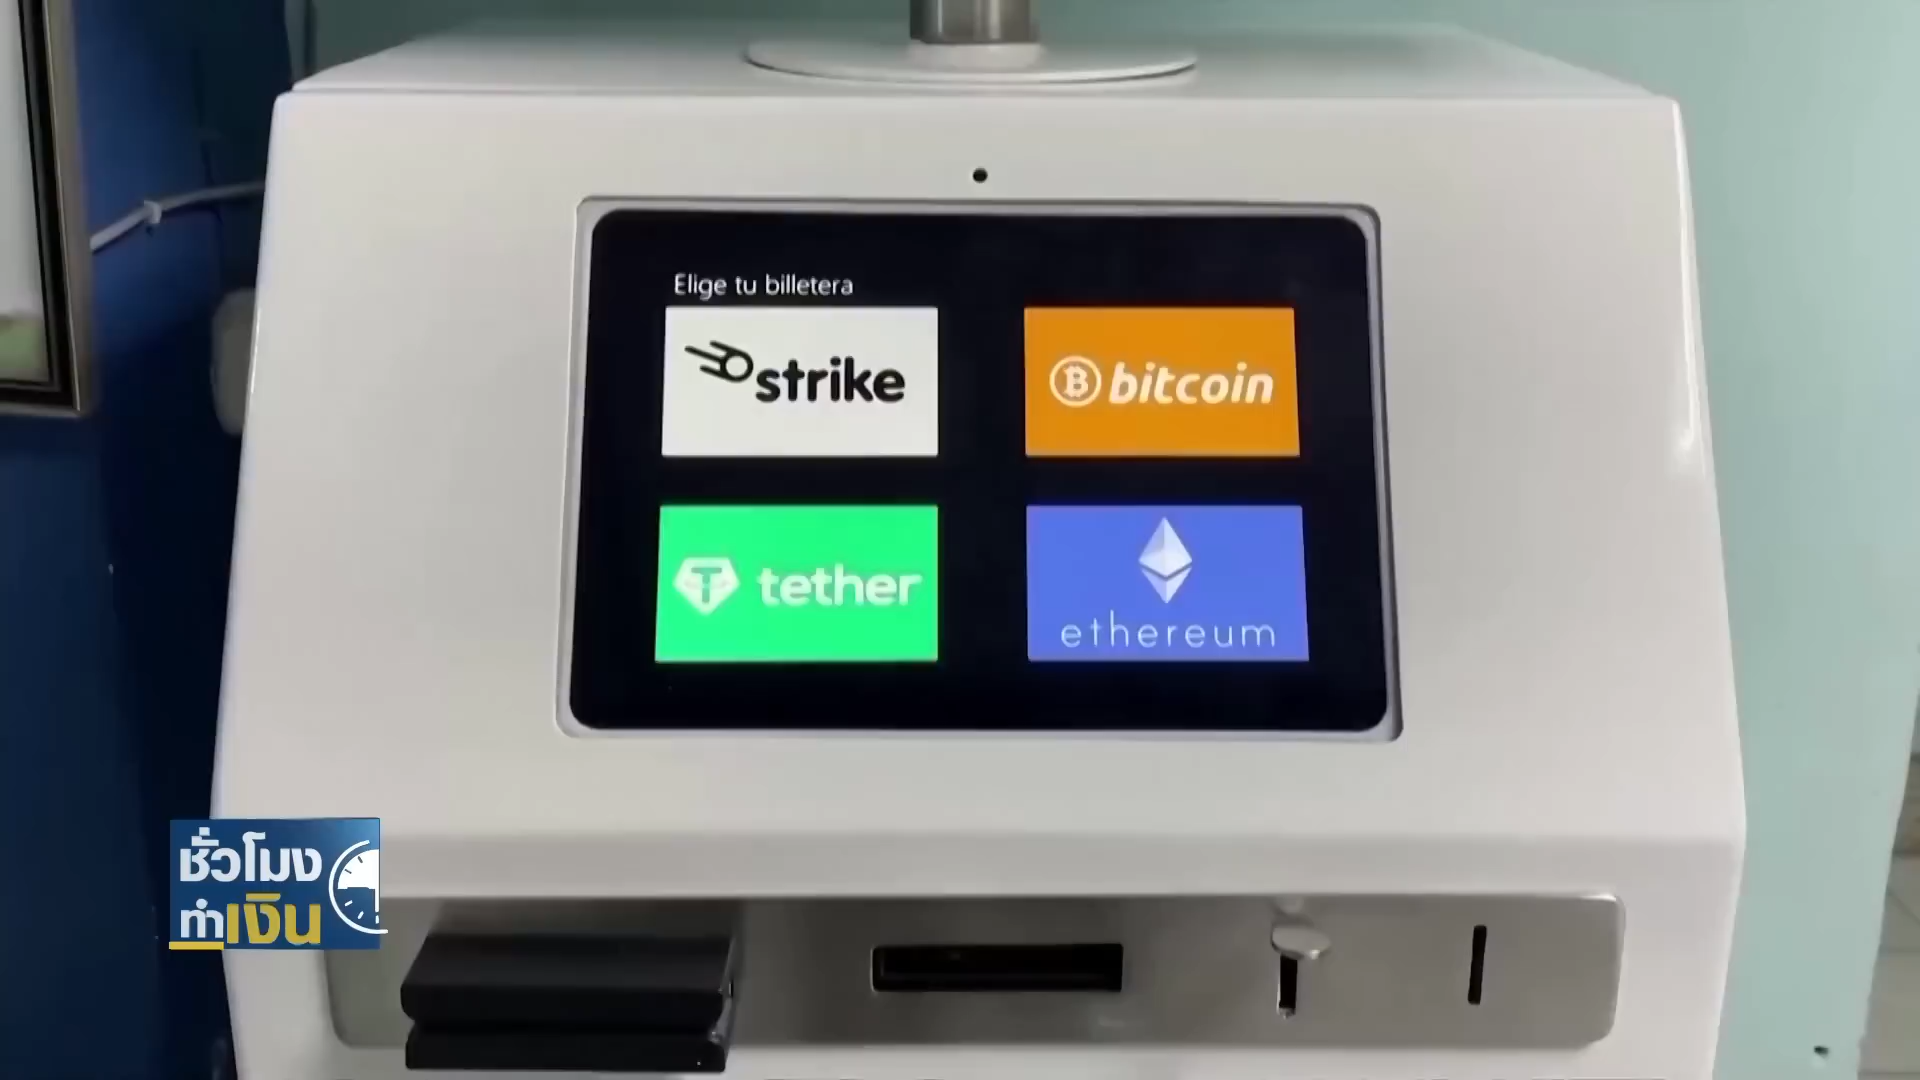 Elige tu billetera
strike
bitcoin
tether
ethereum
ชั่วโมง
ทำเงิน